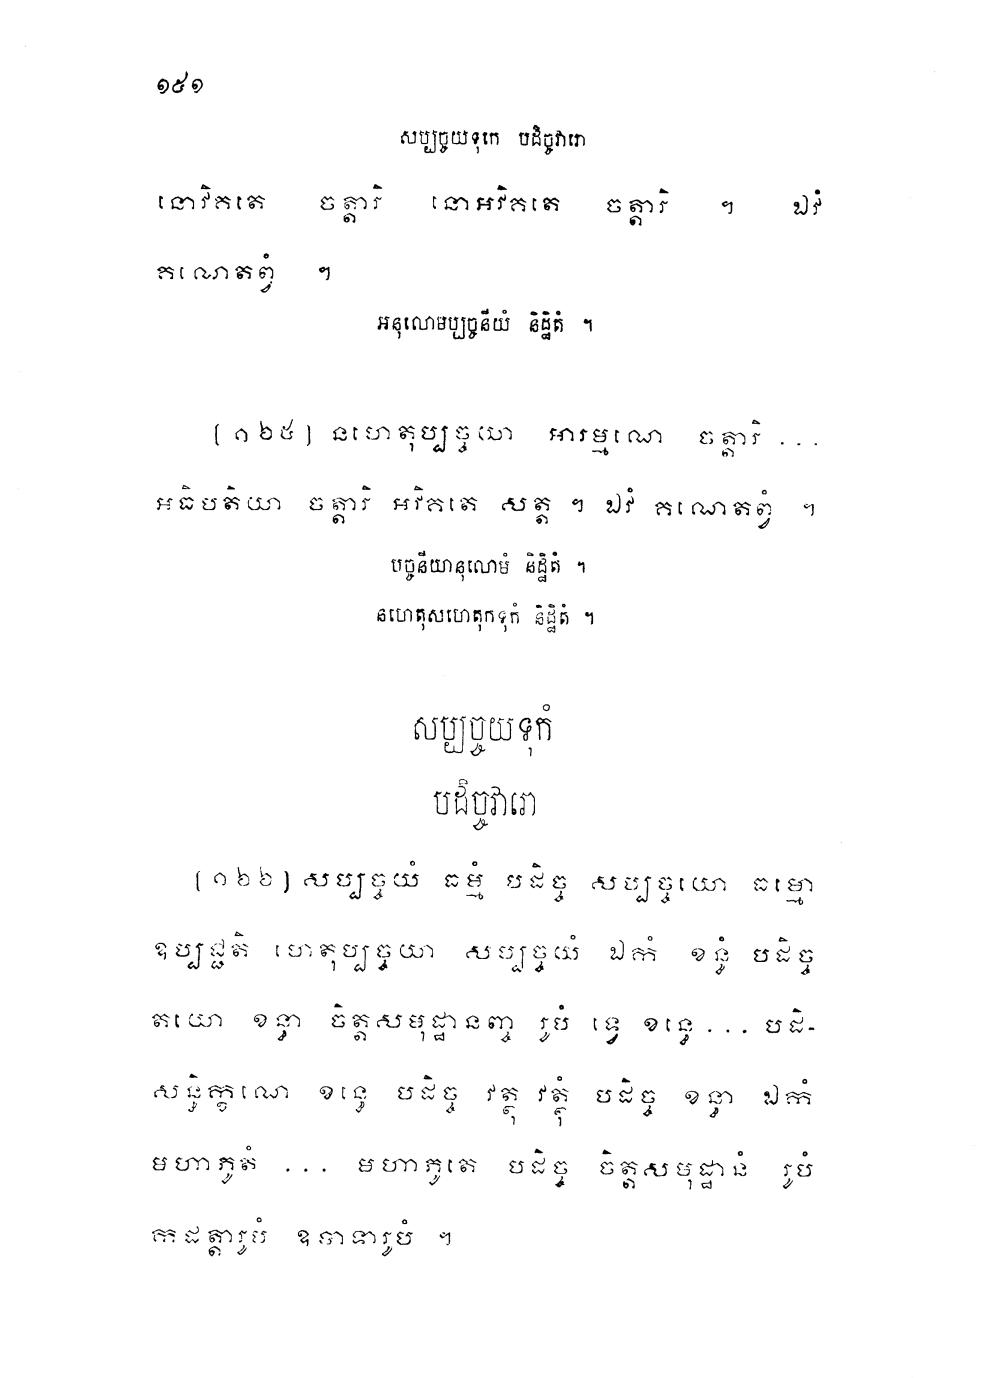 ១៥១
សប្បច្ចយទុកេ បដិច្ចវារោ
នោវិគតេ ចត្តារិ នោអវិគតេ ចត្តារិ ។ ឯវំ
គណេតព្វំ ។
អនុលោមប្បច្ចនីយំ និដ្ឋិតំ ។
(១២៥) នហេតុប្បច្ចយា អារម្មណេ ចត្តារិ ...
អធិបតិយា ចត្តារិ អវិគតេ សត្ត ។ ឯវំ គណេតព្វំ ។
បច្ចនីយានុលោមំ និដ្ឋិតំ ។
នហេតុសហេតុកទុកំ និដ្ឋិតំ ។
សប្បច្ចយទុកំ
បដិច្ចវារោ
(១២៦) សប្បច្ចយំ ធម្មំ បដិច្ច សប្បច្ចយោ ធម្មោ
ឧប្បជ្ជតិ ហេតុប្បច្ចយា សប្បច្ចយំ ឯកំ ខន្ធំ បដិច្ច
តយោ ខន្ធា ចិត្តសមុដ្ឋានញ្ច រូបំ ទ្វេ ខន្ធេ ... បដិ-
សន្ធិក្ខណេ ខន្ធេ បដិច្ច វត្ថុ វត្ថុំ បដិច្ច ខន្ធា ឯកំ
មហាភូតំ ... មហាភូតេ បដិច្ច ចិត្តសមុដ្ឋានំ រូបំ
កដត្តារូបំ ឧបាទារូបំ ។